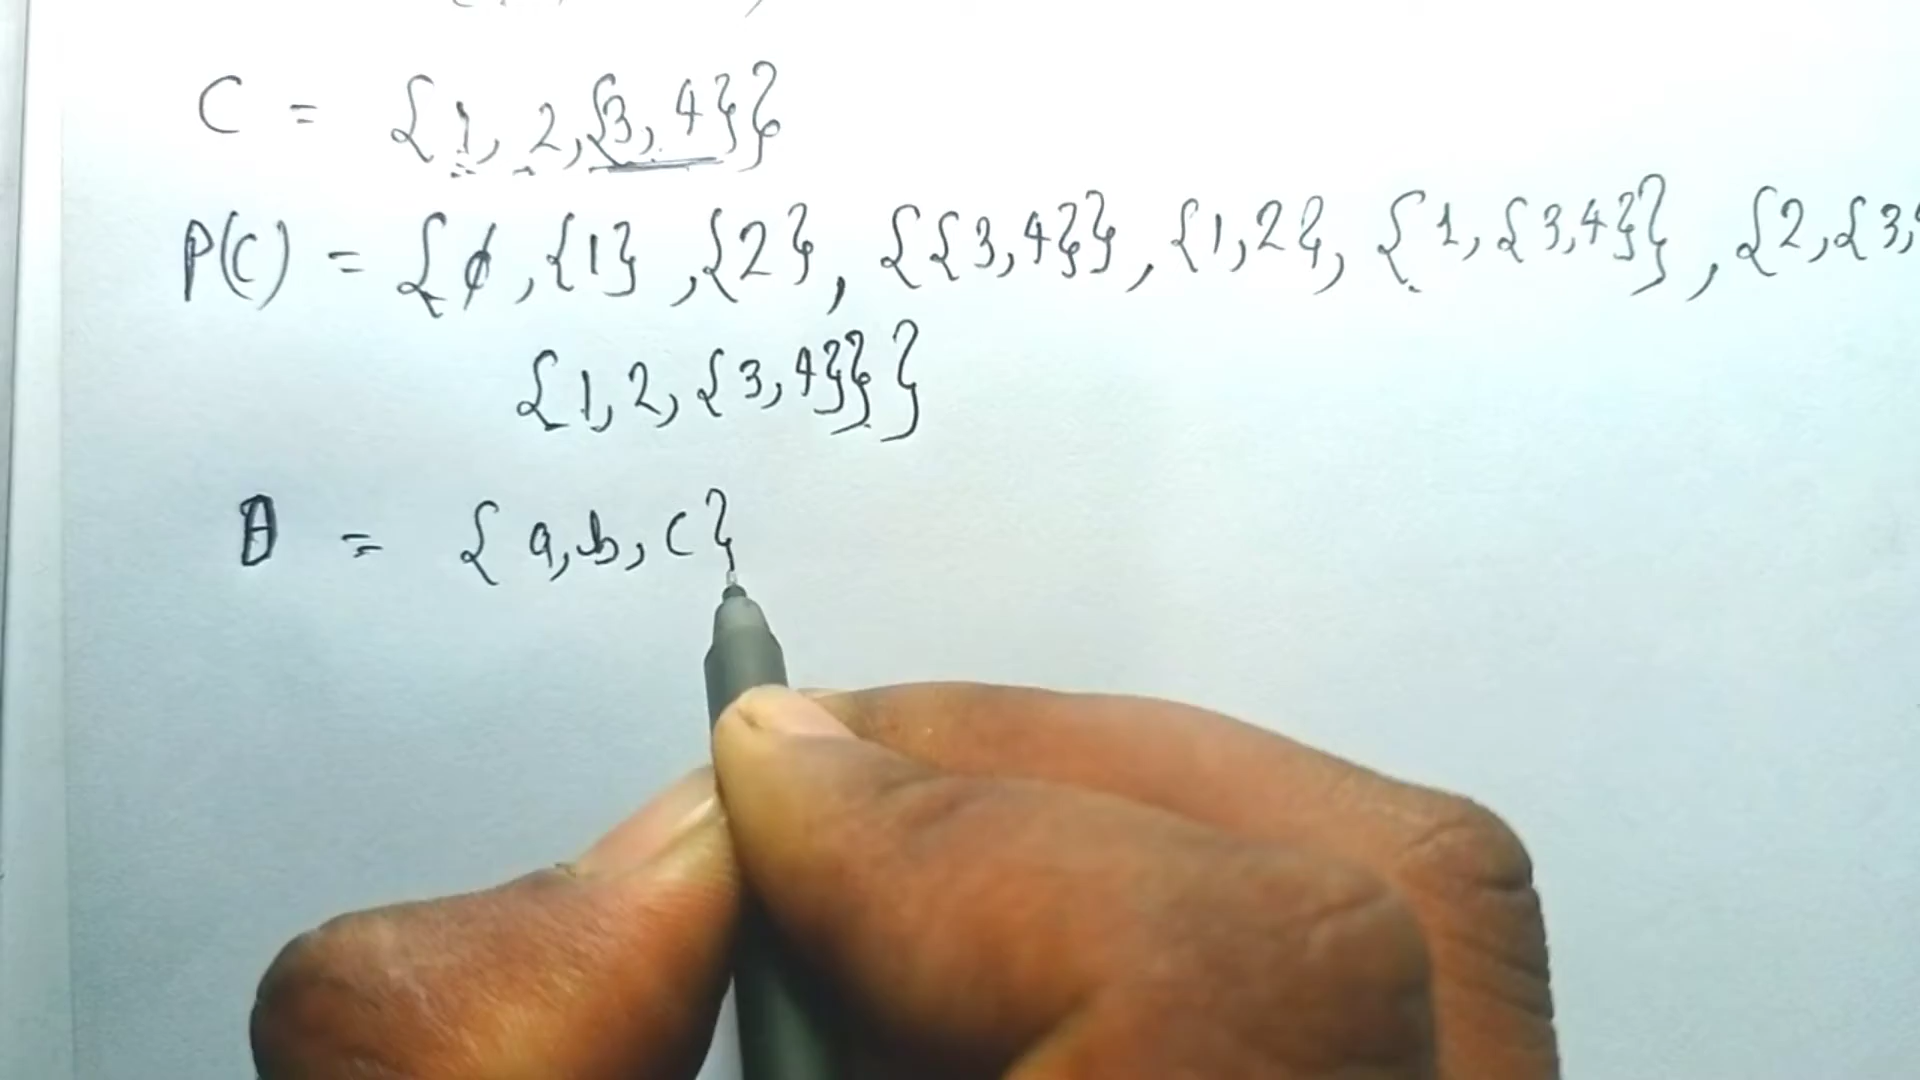 C = {1, 2, {3, 4}}
P(C) = {ϕ, {1}, {2}, {{3, 4}}, {1, 2}, {1, {3, 4}}, {2, {3,
{1, 2, {3, 4}}}
= {a, b, c}